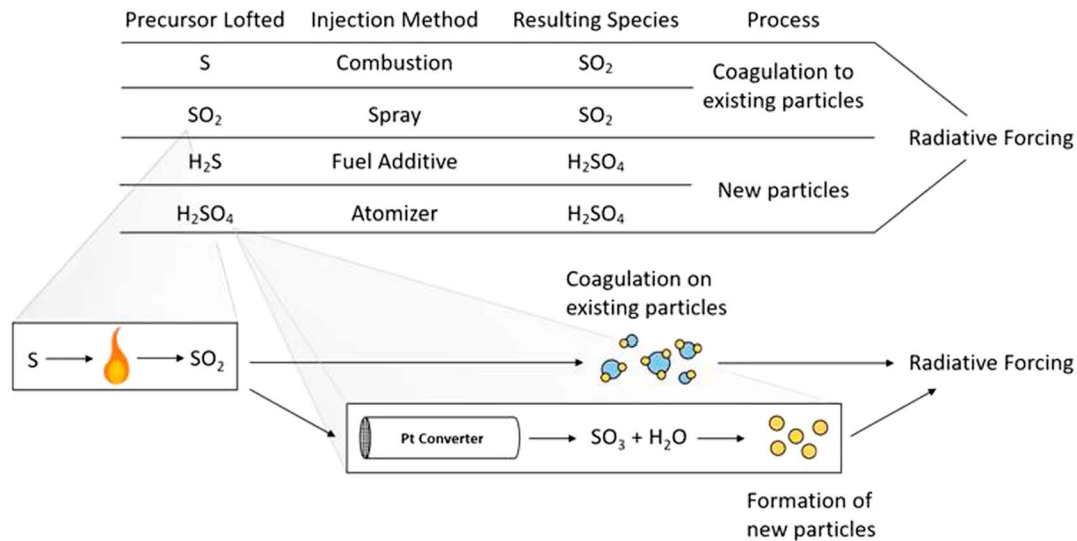 Precursor Lofted Injection Method Resulting Species Process
S Combustion SO₂
Coagulation to
existing particles
SO₂ Spray SO₂
Radiative Forcing
H₂S Fuel Additive H₂SO₄
New particles
H₂SO₄ Atomizer H₂SO₄
Coagulation on
existing particles
S SO₂
Radiative Forcing
Pt Converter SO₃ + H₂O
Formation of
new particles